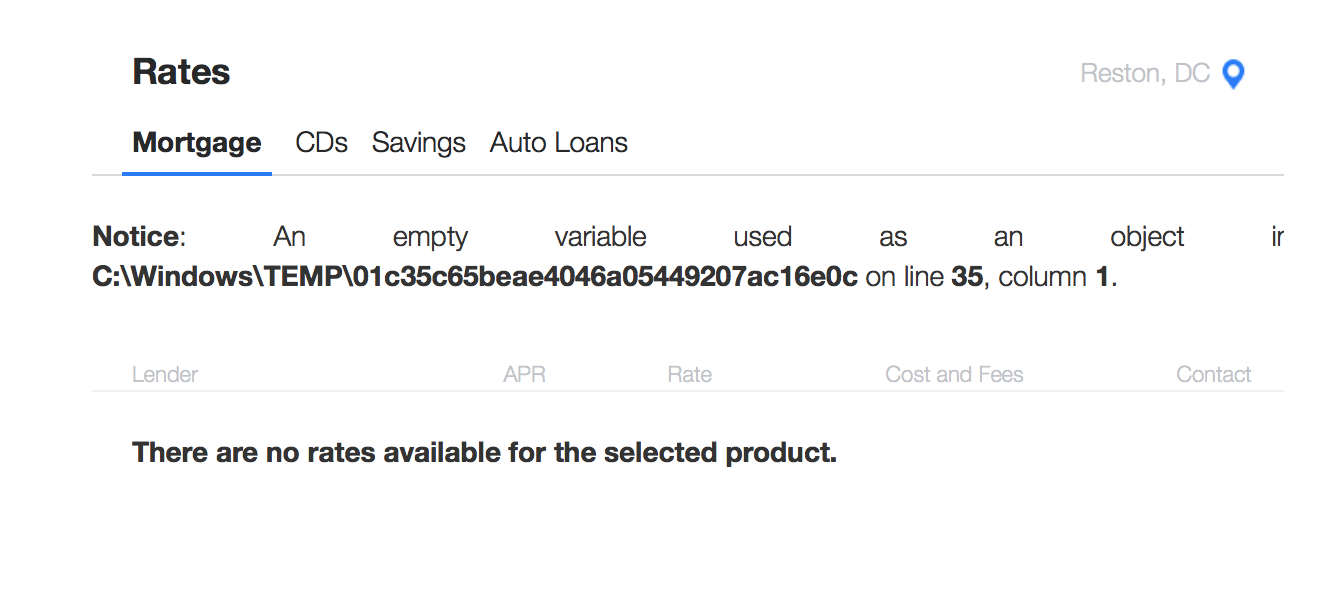 Rates
Reston, DC
Mortgage CDs Savings Auto Loans
Notice: An empty variable used as an object
C:\Windows\TEMP\01c35c65beae4046a05449207ac16e0c on line 35, column 1.
Lender APR Rate Cost and Fees Contact
There are no rates available for the selected product.